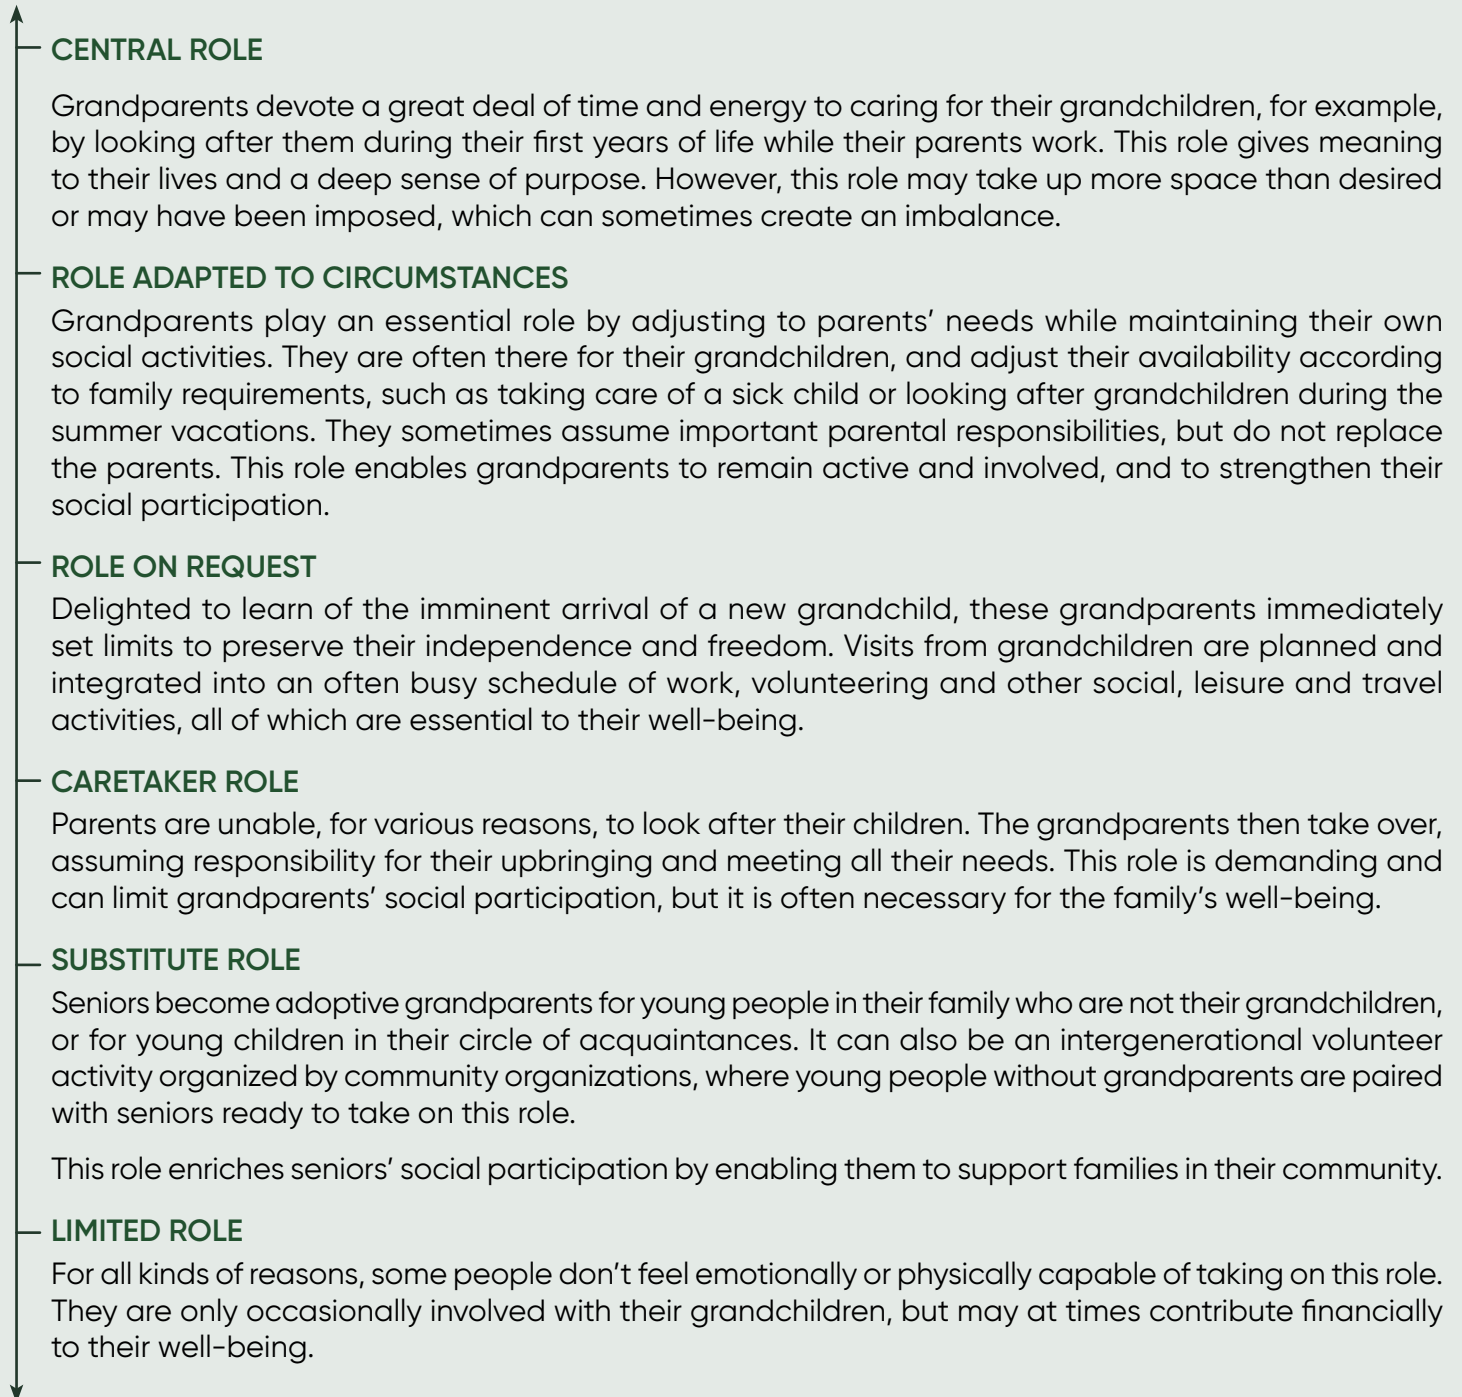 CENTRAL ROLE
Grandparents devote a great deal of time and energy to caring for their grandchildren, for example,
by looking after them during their first years of life while their parents work. This role gives meaning
to their lives and a deep sense of purpose. However, this role may take up more space than desired
or may have been imposed, which can sometimes create an imbalance.
ROLE ADAPTED TO CIRCUMSTANCES
Grandparents play an essential role by adjusting to parents’ needs while maintaining their own
social activities. They are often there for their grandchildren, and adjust their availability according
to family requirements, such as taking care of a sick child or looking after grandchildren during the
summer vacations. They sometimes assume important parental responsibilities, but do not replace
the parents. This role enables grandparents to remain active and involved, and to strengthen their
social participation.
ROLE ON REQUEST
Delighted to learn of the imminent arrival of a new grandchild, these grandparents immediately
set limits to preserve their independence and freedom. Visits from grandchildren are planned and
integrated into an often busy schedule of work, volunteering and other social, leisure and travel
activities, all of which are essential to their well-being.
CARETAKER ROLE
Parents are unable, for various reasons, to look after their children. The grandparents then take over,
assuming responsibility for their upbringing and meeting all their needs. This role is demanding and
can limit grandparents’ social participation, but it is often necessary for the family’s well-being.
SUBSTITUTE ROLE
Seniors become adoptive grandparents for young people in their family who are not their grandchildren,
or for young children in their circle of acquaintances. It can also be an intergenerational volunteer
activity organized by community organizations, where young people without grandparents are paired
with seniors ready to take on this role.
This role enriches seniors’ social participation by enabling them to support families in their community.
LIMITED ROLE
For all kinds of reasons, some people don’t feel emotionally or physically capable of taking on this role.
They are only occasionally involved with their grandchildren, but may at times contribute financially
to their well-being.